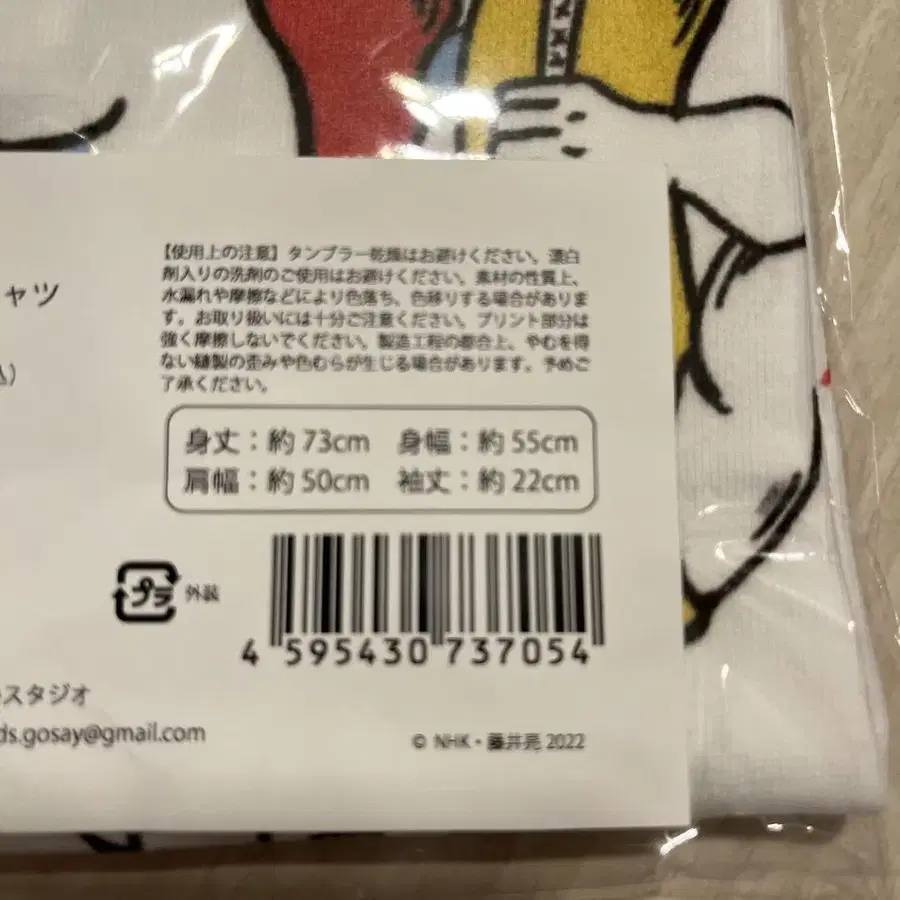 【使用上の注意】タンブラー乾燥はお避けください。漂白
剤入りの洗剤のご使用はお避けください。素材の性質上、
水漏れや摩擦などにより色落ち、色移りする場合がありま
す。お取り扱いには十分ご注意ください。プリント部分は
強く摩擦しないでください。製造工程の都合上、やむを得
ない縫製の歪みや色むらが生じる場合があります。予めご
了承ください。
ャツ
身丈：約 73cm 身幅：約 55cm
肩幅：約 50cm 袖丈：約 22cm
プラ 外装
4 595430 737054
スタジオ
ds.gosay@gmail.com
© NHK・藤井亮 2022